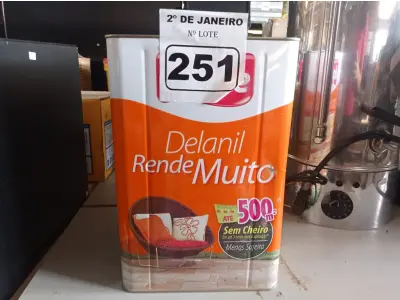 2º DE JANEIRO
Nº LOTE
251
Delanil
Rende Muito
ATÉ 500m²
Sem Cheiro
Menos Sujeira